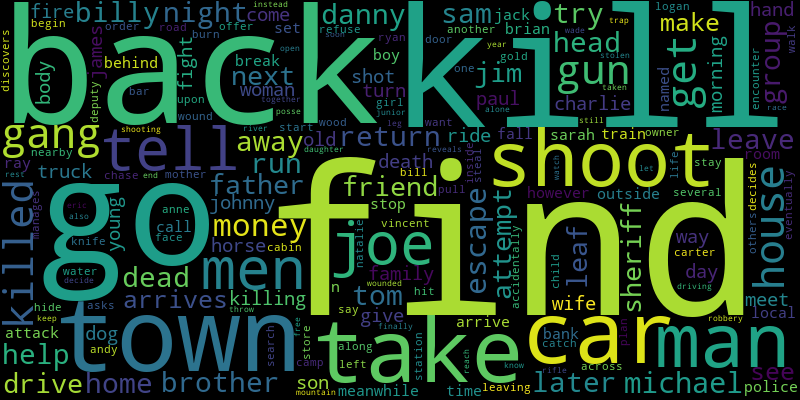 back
kill
find
go
town
take
car
shoot
man
men
joe
tell
gang
killed
house
gun
get
group
fire
billy
night
danny
sam
jack
try
make
hand
logan
begin
discovers
come
set
road
burn
offer
instead
order
refuse
soon
ryan
another
brian
year
door
open
trap
wade
stolen
walk
behind
james
deputy
body
fight
break
next
woman
shot
boy
jim
head
gold
one
taken
charlie
named
morning
encounter
race
bar
upon
wound
together
posse
girl
junior
paul
turn
want
alone
still
shooting
away
old
return
ride
fall
sarah
train
owner
leave
nearby
ray
rest
chase
end
mother
run
start
river
wood
leg
daughter
death
bill
reveals
inside
steal
however
outside
watch
let
life
stay
room
several
others
decides
eventually
truck
father
friend
pull
escape
attempt
accidentally
leaf
sheriff
way
carter
day
driving
manages
eric
also
knife
young
anne
call
face
johnny
money
horse
cabin
stop
vincent
natalie
family
water
decide
dead
arrives
killing
tom
wounded
hit
child
wife
meet
local
hide
keep
asks
throw
say
give
finally
arrive
bank
catch
plan
robbery
attack
andy
help
dog
search
free
store
along
left
station
reach
know
across
see
drive
home
brother
son
camp
mountain
meanwhile
time
leaving
rifle
later
michael
police